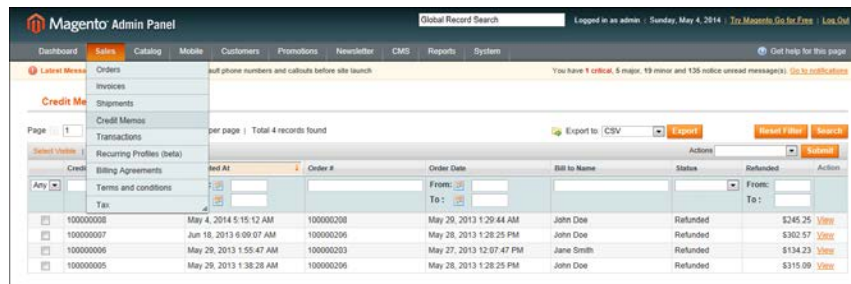 Magento Admin Panel
Global Record Search
Logged in as admin | Sunday, May 4, 2014 | Try Magento Go for Free | Log Out
Dashboard Sales Catalog Mobile Customers Promotions Newsletter CMS Reports System
Get help for this page
Latest Messa
ault phone numbers and callouts before site launch
You have 1 critical, 5 major, 19 minor and 135 notice unread message(s). Go to notifications
Orders
Invoices
Shipments
Credit Memos
Transactions
Recurring Profiles (beta)
Billing Agreements
Terms and conditions
Tax
Credit Me
Page 1
per page | Total 4 records found
Export to: CSV Export
Reset Filter Search
Select Visible
Actions Submit
Credi
ted At Order # Order Date Bill to Name Status Refunded Action
Any
From: From:
To : To :
100000008 May 4, 2014 5:15:12 AM 100000208 May 29, 2013 1:29:44 AM John Doe Refunded $245.25 View
100000007 Jun 18, 2013 6:09:07 AM 100000206 May 28, 2013 1:28:25 PM John Doe Refunded $302.57 View
100000006 May 29, 2013 1:55:47 AM 100000203 May 27, 2013 12:07:47 PM Jane Smith Refunded $134.23 View
100000005 May 29, 2013 1:38:28 AM 100000206 May 28, 2013 1:28:25 PM John Doe Refunded $315.09 View